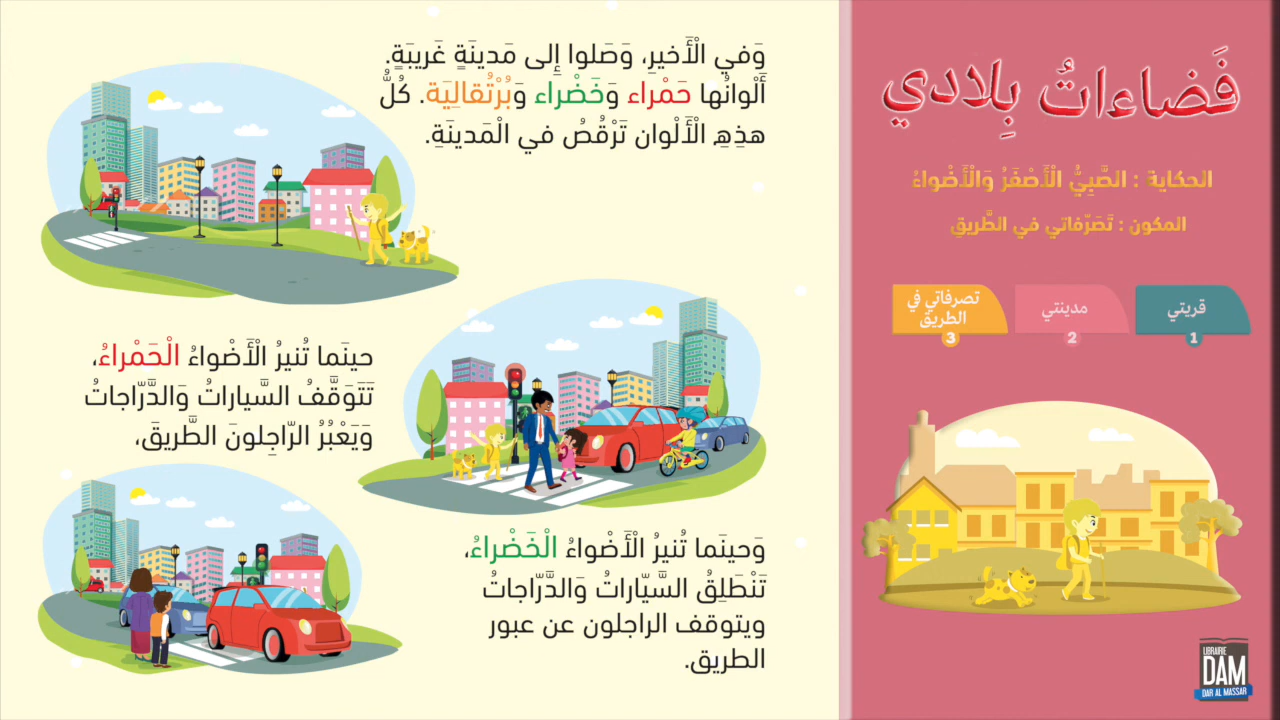 فَضاءاتُ بِلادي
الحكاية : الصَّبِيُّ الْأَصْفَرُ وَالْأَضْواءُ
المكون : تَصَرّفاتي في الطَّريقِ
قريتي
1
مدينتي
2
تصرفاتي في
الطريق
3
وَفي الْأَخيرِ، وَصَلوا إِلى مَدينَةٍ غَريبَةٍ.
أَلْوانُها حَمْراء وَخَضْراء وَبُرْتُقالِيَة. كُلُّ
هذِهِ الْأَلْوان تَرْقُصُ في الْمَدينَةِ.
حينَما تُنيرُ الْأَضْواءُ الْحَمْراءُ،
تَتَوَقَّفُ السَّياراتُ وَالدَّرّاجاتُ
وَيَعْبُرُ الرّاجِلونَ الطَّريقَ،
وَحينَما تُنيرُ الْأَضْواءُ الْخَضْراءُ،
تَنْطَلِقُ السَّيّاراتُ وَالدَّرّاجاتُ
ويتوقف الراجلون عن عبور
الطريق.
LIBRAIRIE
DAM
DAR AL MASSAR